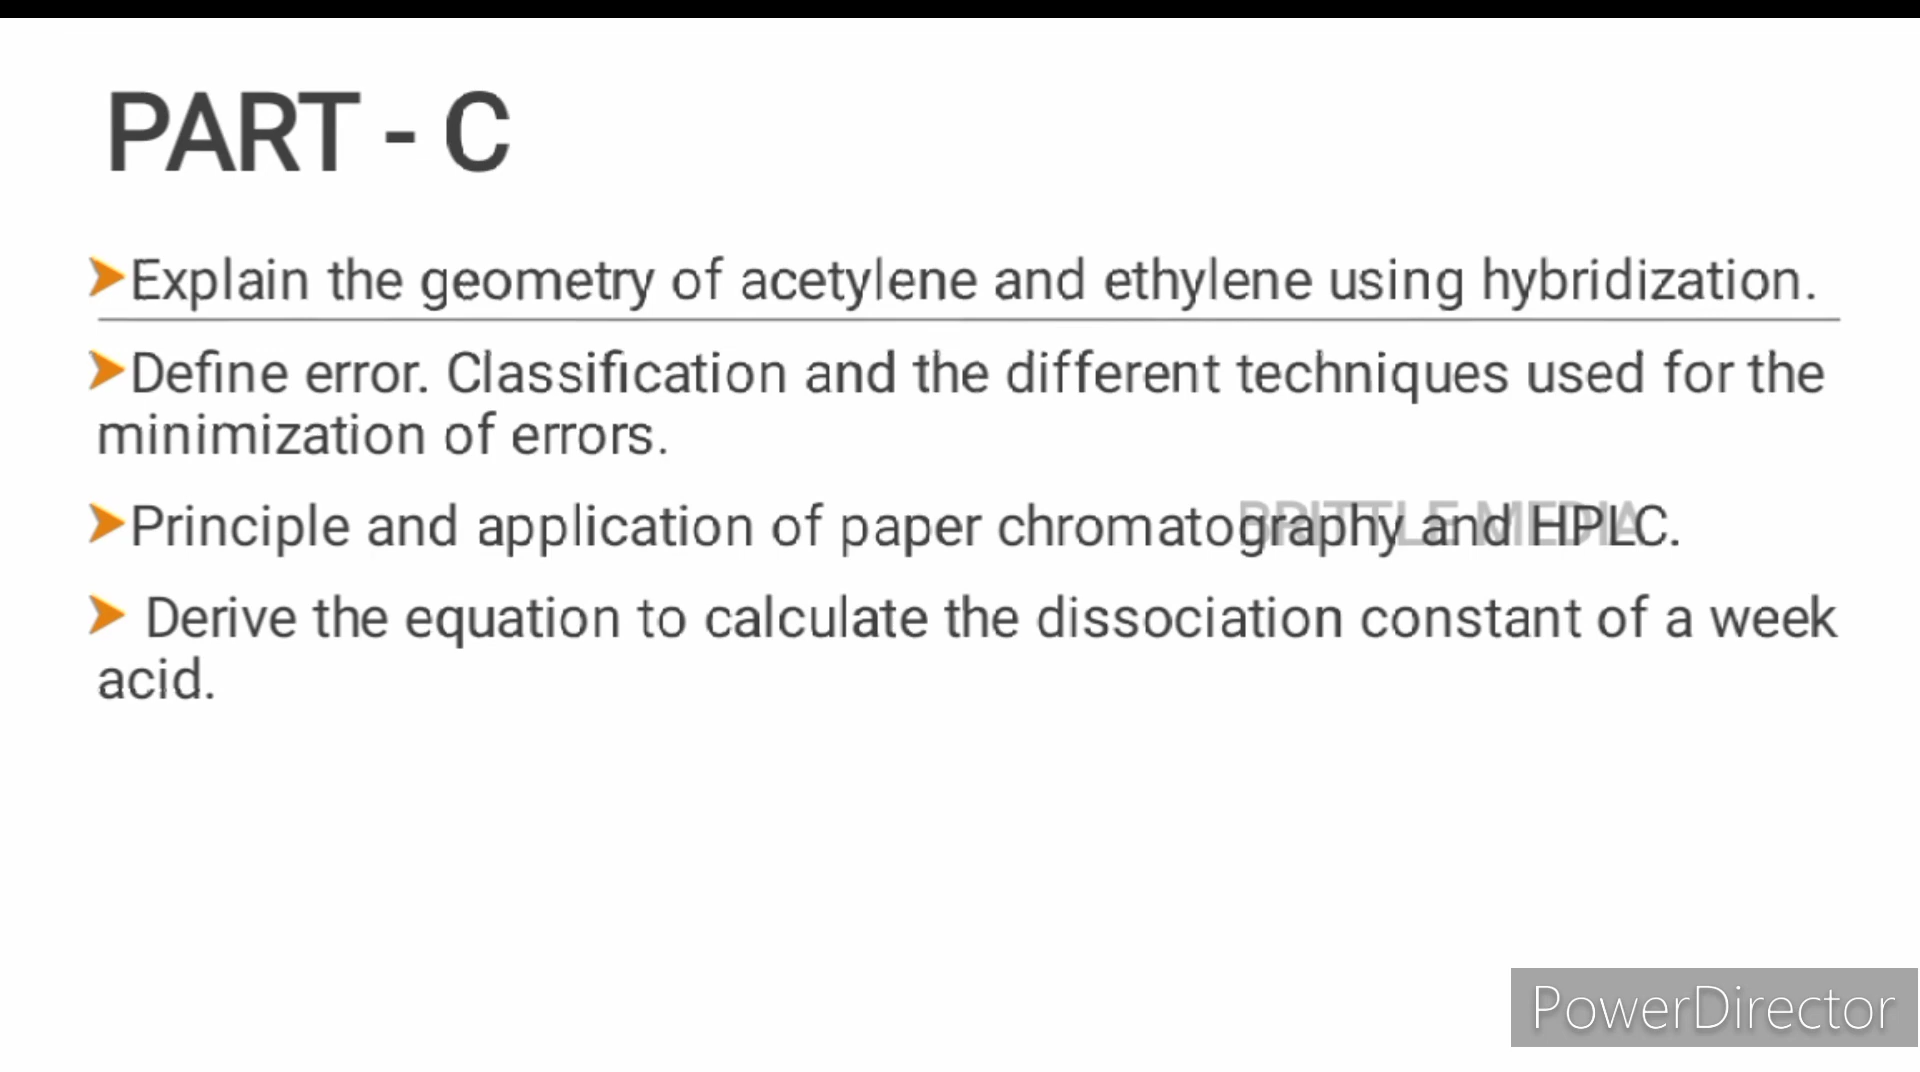 PART - C
➤Explain the geometry of acetylene and ethylene using hybridization.
➤Define error. Classification and the different techniques used for the
minimization of errors.
➤Principle and application of paper chromatography and HPLC.
BRITTLE MEDIA
➤ Derive the equation to calculate the dissociation constant of a week
acid.
PowerDirector